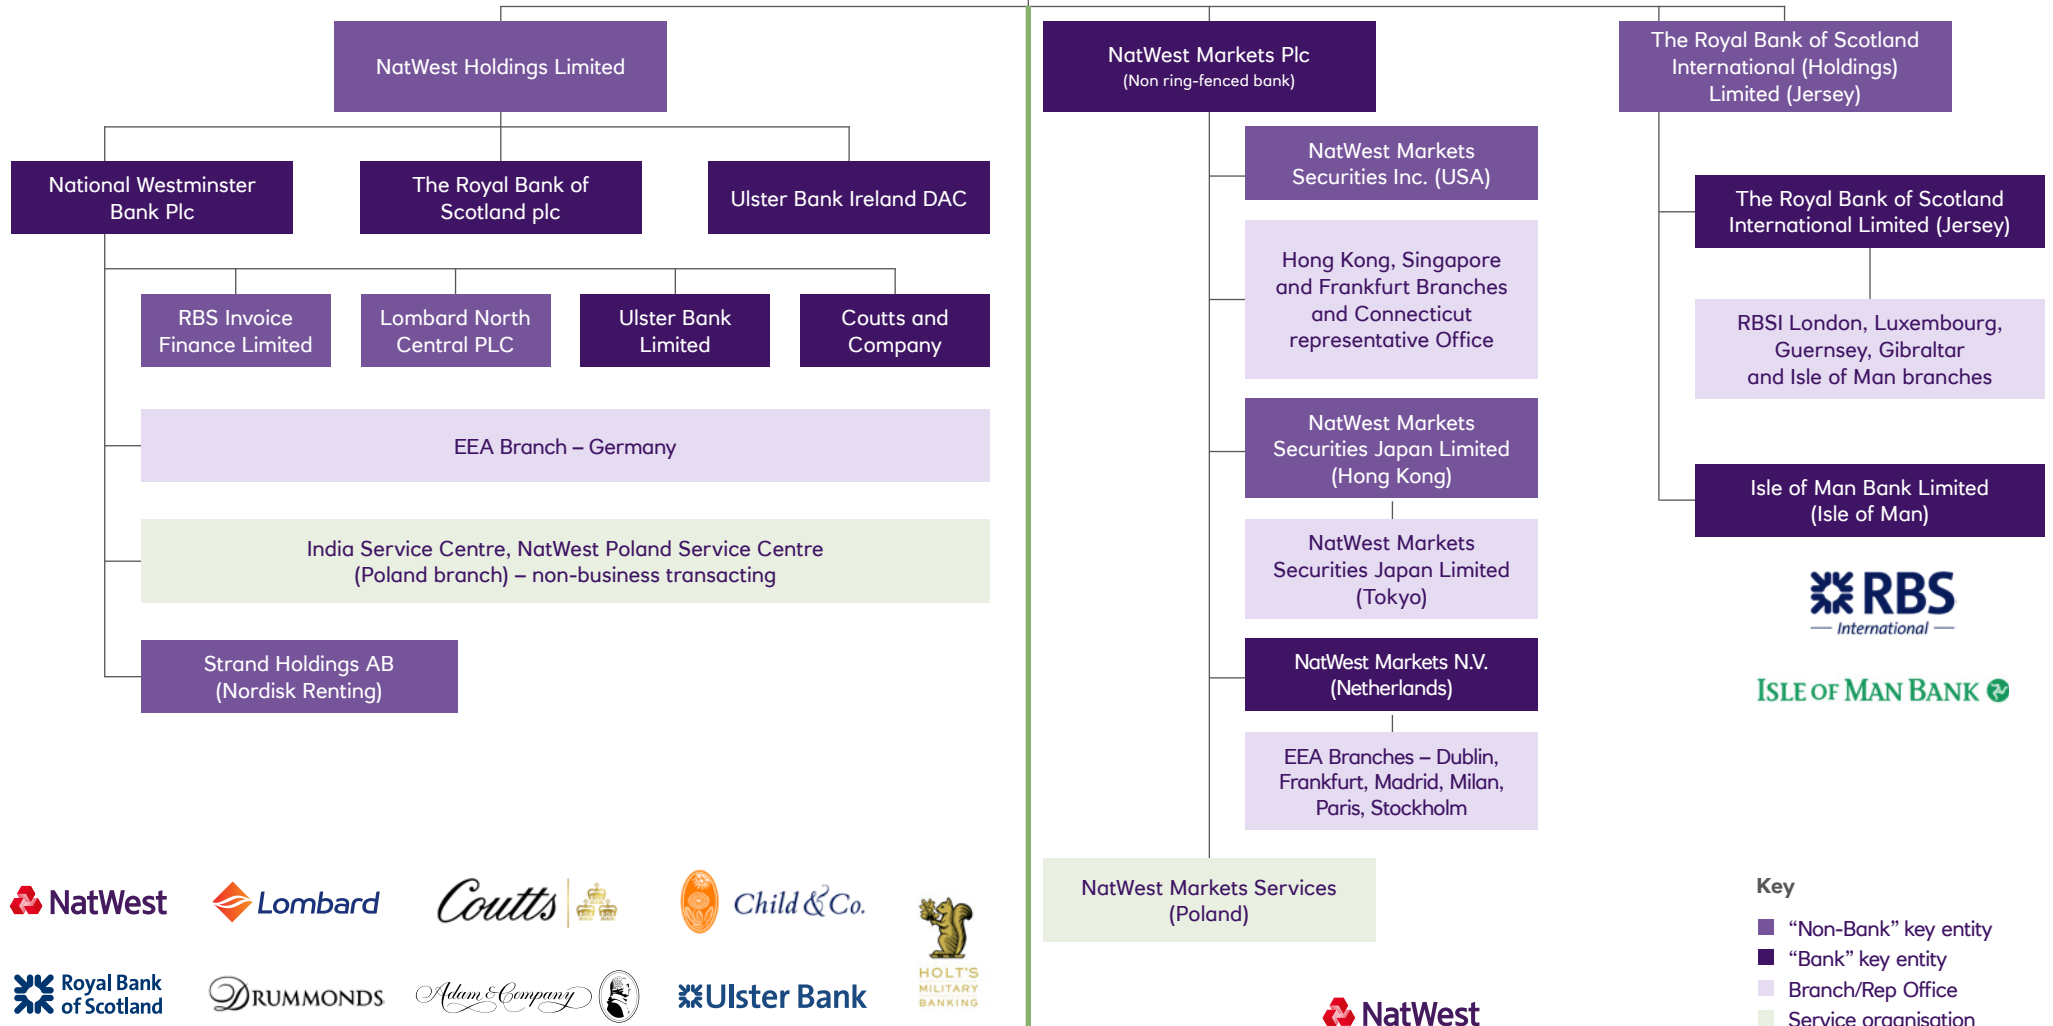 NatWest Holdings Limited
NatWest Markets Plc
(Non ring-fenced bank)
The Royal Bank of Scotland
International (Holdings)
Limited (Jersey)
National Westminster
Bank Plc
The Royal Bank of
Scotland plc
Ulster Bank Ireland DAC
RBS Invoice
Finance Limited
Lombard North
Central PLC
Ulster Bank
Limited
Coutts and
Company
EEA Branch – Germany
India Service Centre, NatWest Poland Service Centre
(Poland branch) – non-business transacting
Strand Holdings AB
(Nordisk Renting)
NatWest Markets
Securities Inc. (USA)
Hong Kong, Singapore
and Frankfurt Branches
and Connecticut
representative Office
NatWest Markets
Securities Japan Limited
(Hong Kong)
NatWest Markets
Securities Japan Limited
(Tokyo)
NatWest Markets N.V.
(Netherlands)
EEA Branches – Dublin,
Frankfurt, Madrid, Milan,
Paris, Stockholm
NatWest Markets Services
(Poland)
The Royal Bank of Scotland
International Limited (Jersey)
RBSI London, Luxembourg,
Guernsey, Gibraltar
and Isle of Man branches
Isle of Man Bank Limited
(Isle of Man)
RBS
International
ISLE OF MAN BANK
NatWest
Lombard
Coutts
Child & Co.
HOLT'S
MILITARY
BANKING
Royal Bank
of Scotland
DRUMMONDS
Adam & Company
Ulster Bank
NatWest
Key
“Non-Bank” key entity
“Bank” key entity
Branch/Rep Office
Service organisation